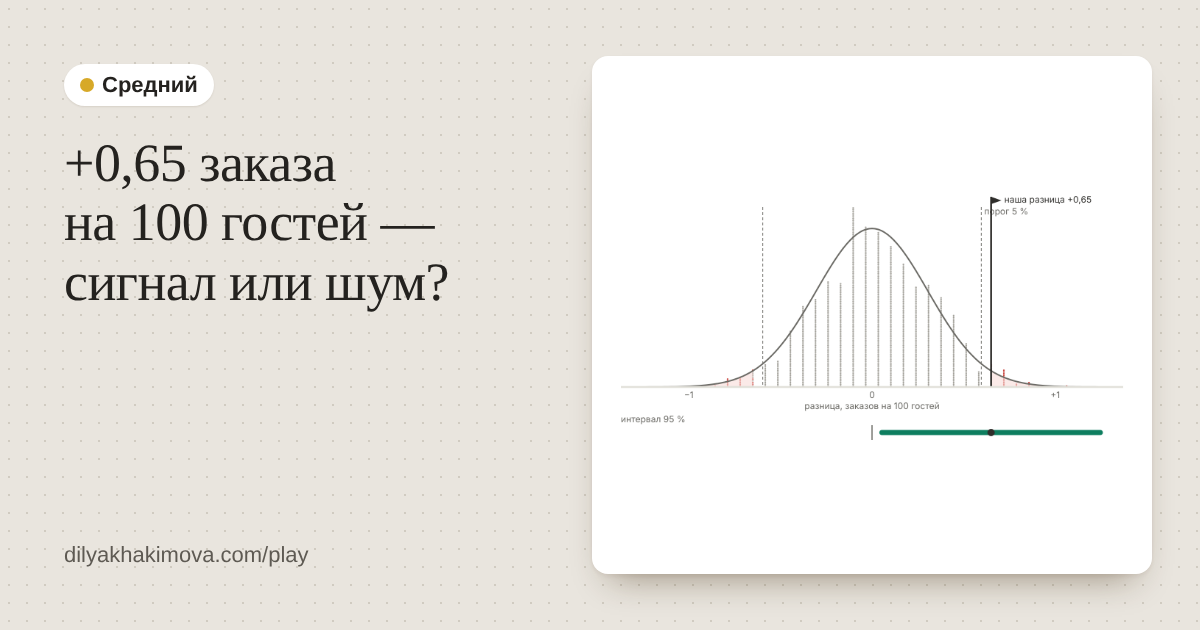 Средний
+0,65 заказа
на 100 гостей —
сигнал или шум?
dilyakhakimova.com/play
наша разница +0,65
порог 5 %
−1
0
+1
разница, заказов на 100 гостей
интервал 95 %